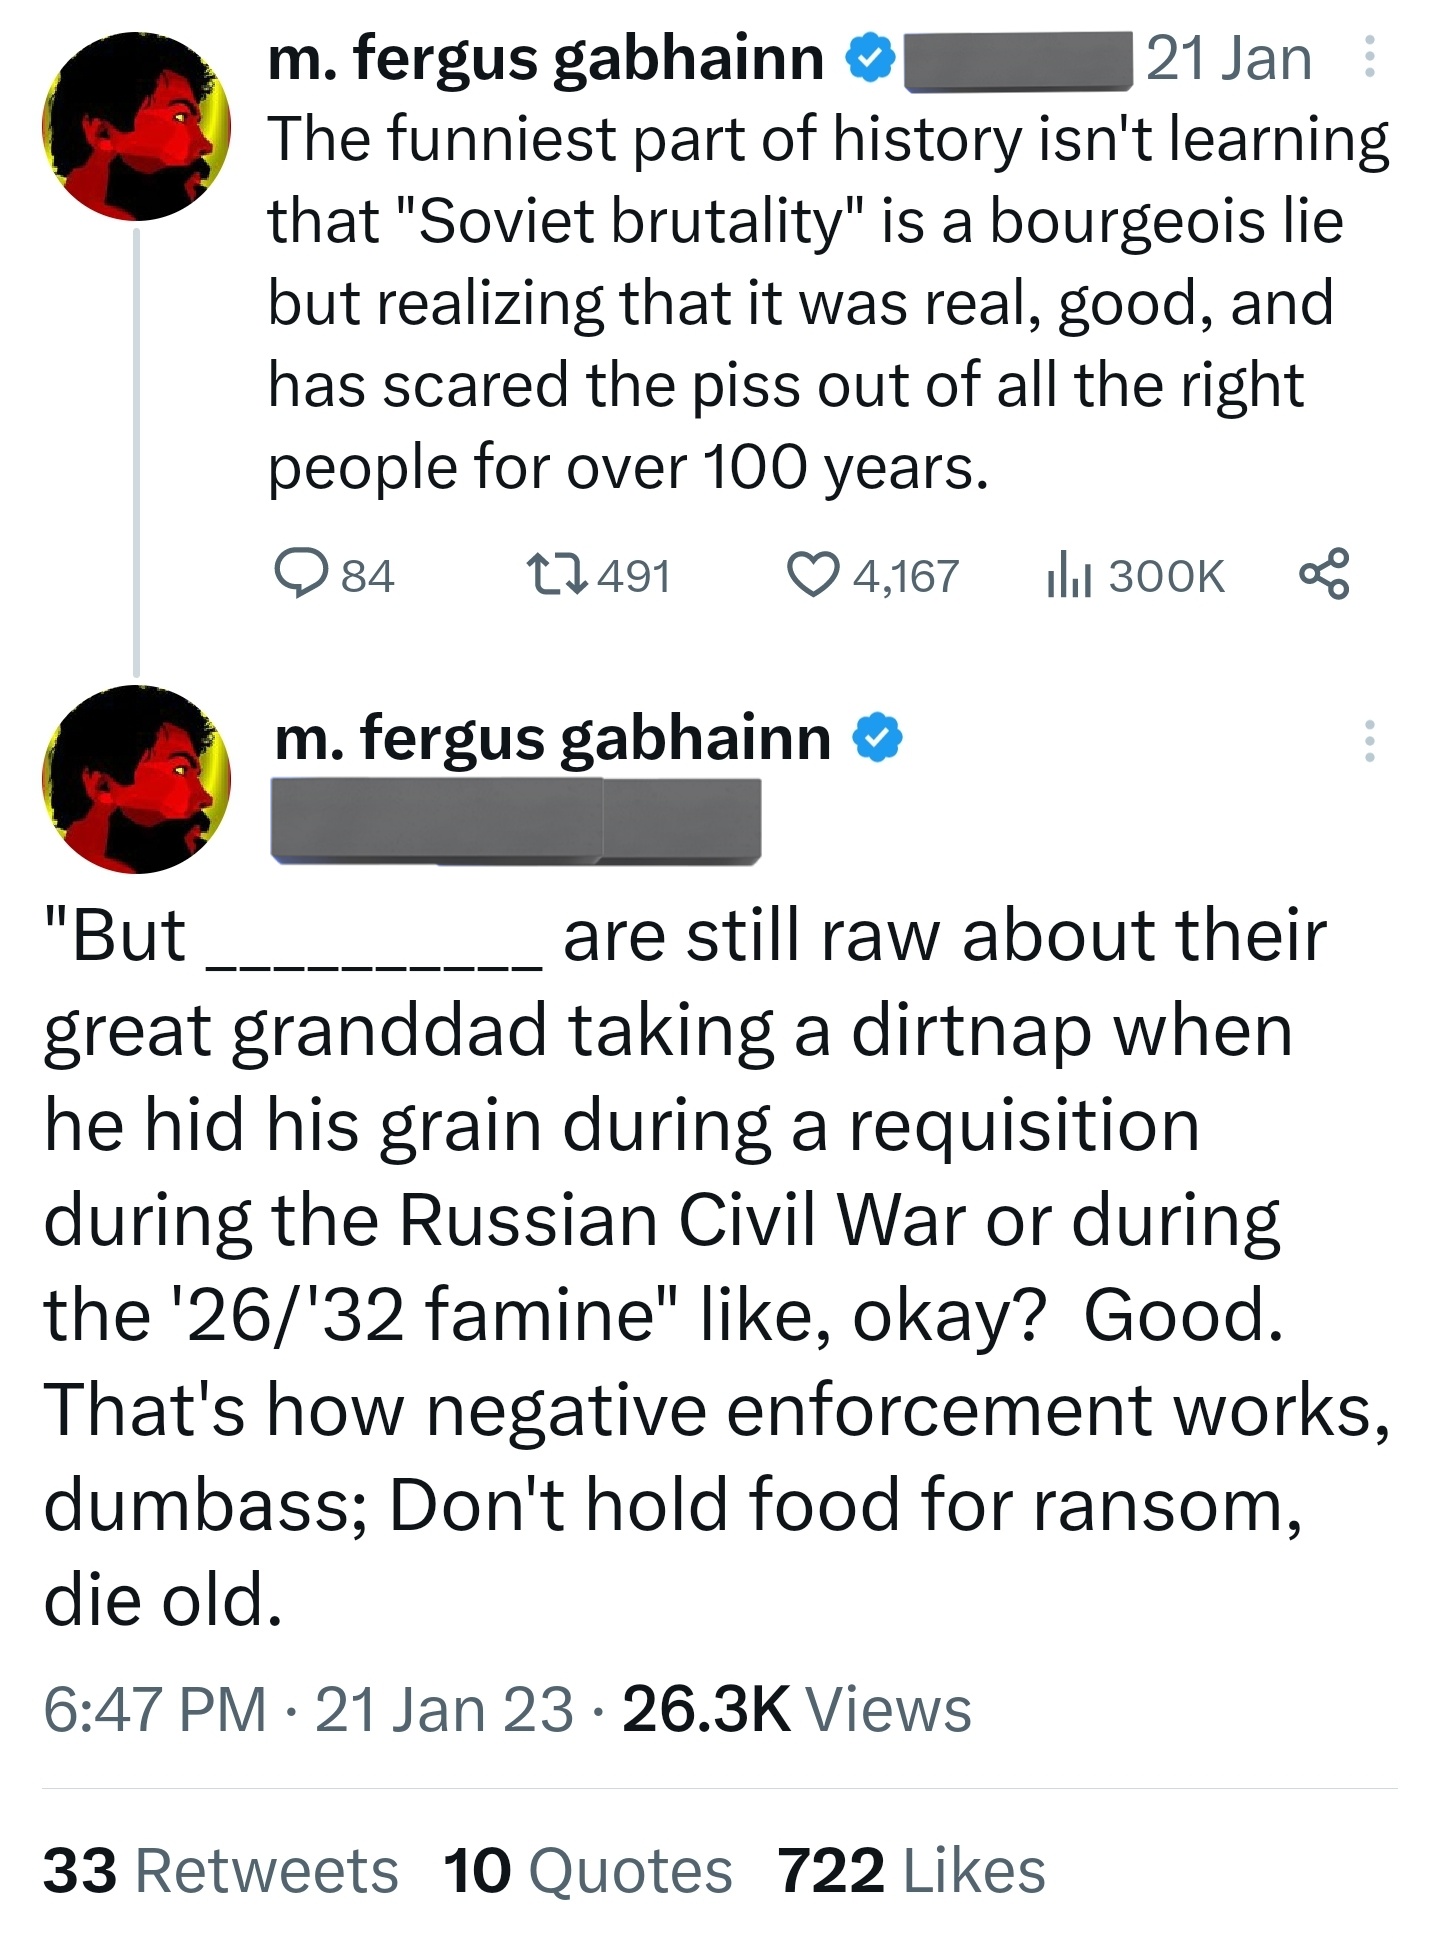 m. fergus gabhainn 21 Jan
The funniest part of history isn't learning
that "Soviet brutality" is a bourgeois lie
but realizing that it was real, good, and
has scared the piss out of all the right
people for over 100 years.
84 491 4,167 300K
m. fergus gabhainn
"But __________ are still raw about their
great granddad taking a dirtnap when
he hid his grain during a requisition
during the Russian Civil War or during
the '26/'32 famine" like, okay?  Good.
That's how negative enforcement works,
dumbass; Don't hold food for ransom,
die old.
6:47 PM · 21 Jan 23 · 26.3K Views
33 Retweets 10 Quotes 722 Likes